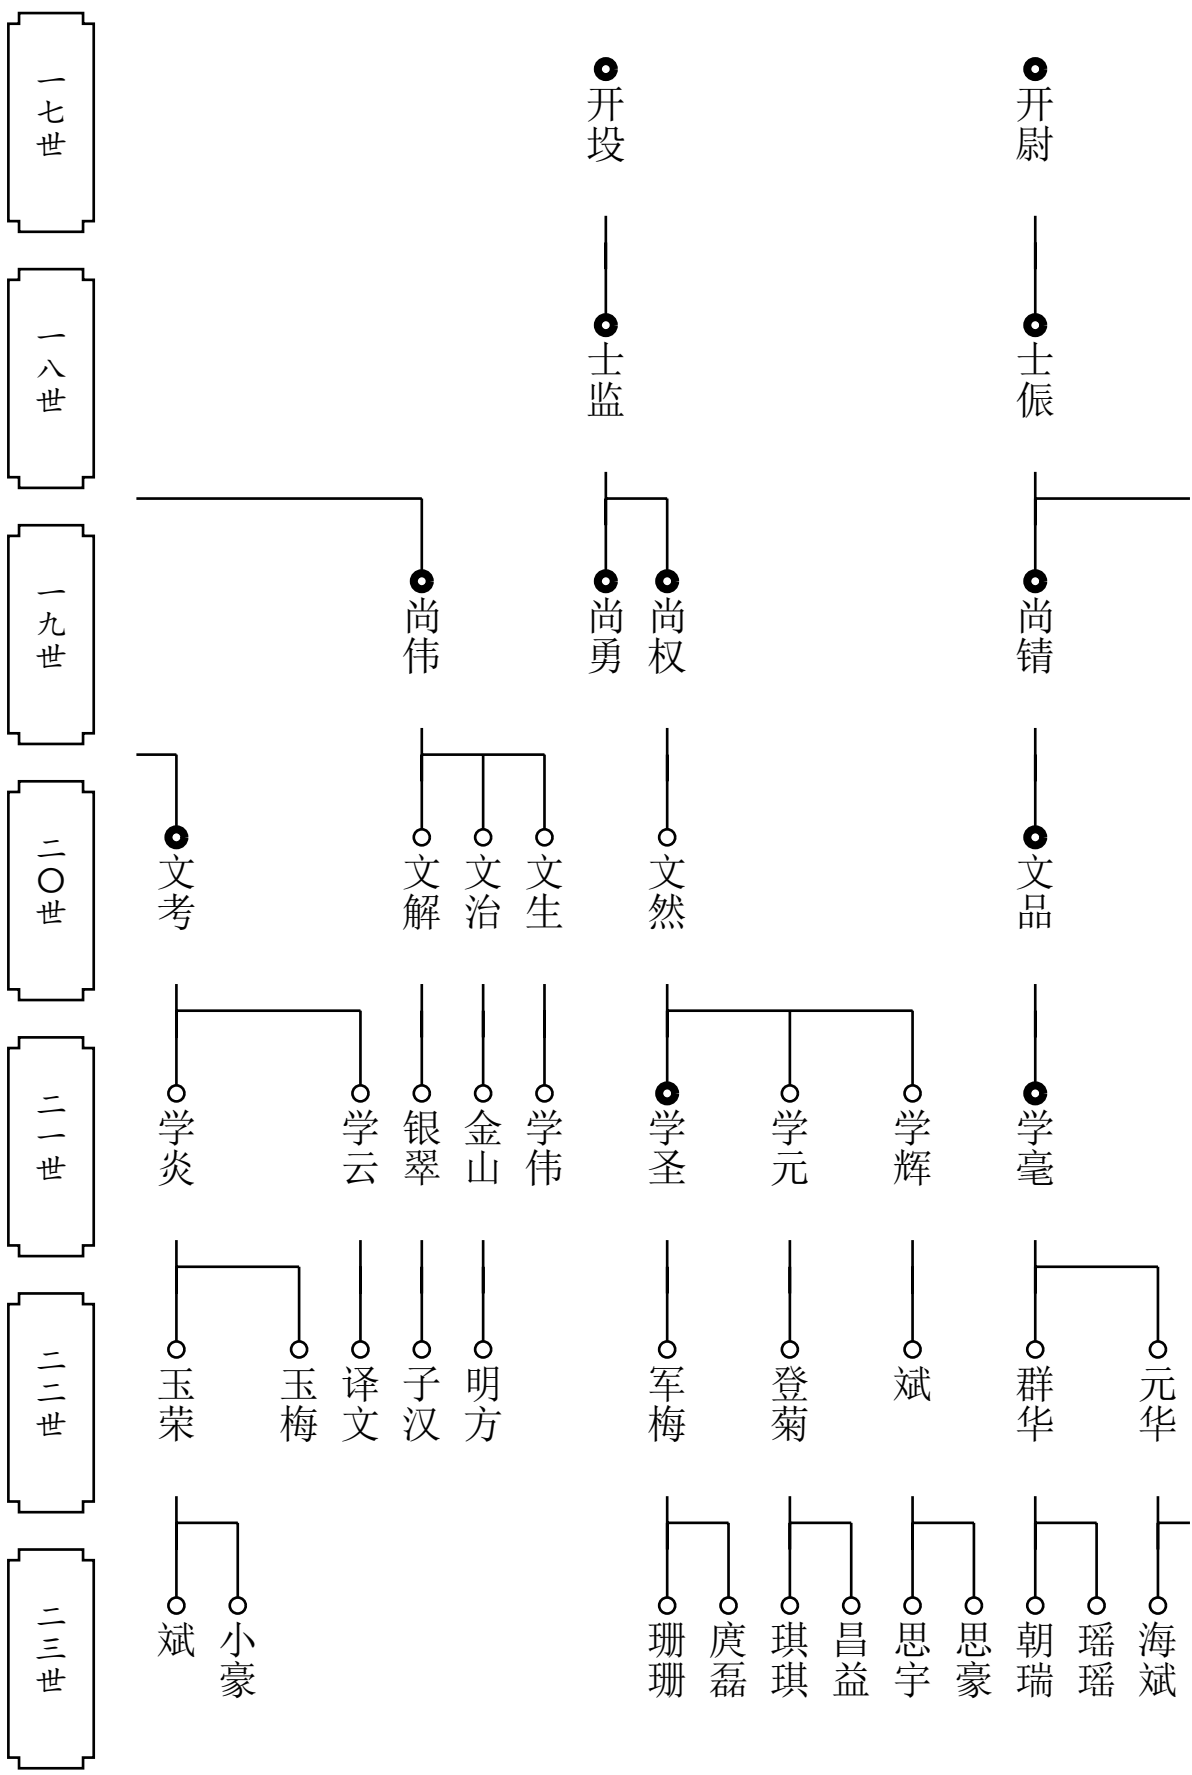 一七世
开垵
开尉
一八世
士监
士侲
一九世
尚伟
尚勇
尚权
尚锖
二〇世
文考
文解
文治
文生
文然
文品
二一世
学炎
学云
银翠
金山
学伟
学圣
学元
学辉
学毫
二二世
玉荣
玉梅
译文
子汉
明方
军梅
登菊
斌
群华
元华
二三世
斌
小豪
珊珊
庹磊
琪琪
昌益
思宇
思豪
朝瑞
瑶瑶
海斌